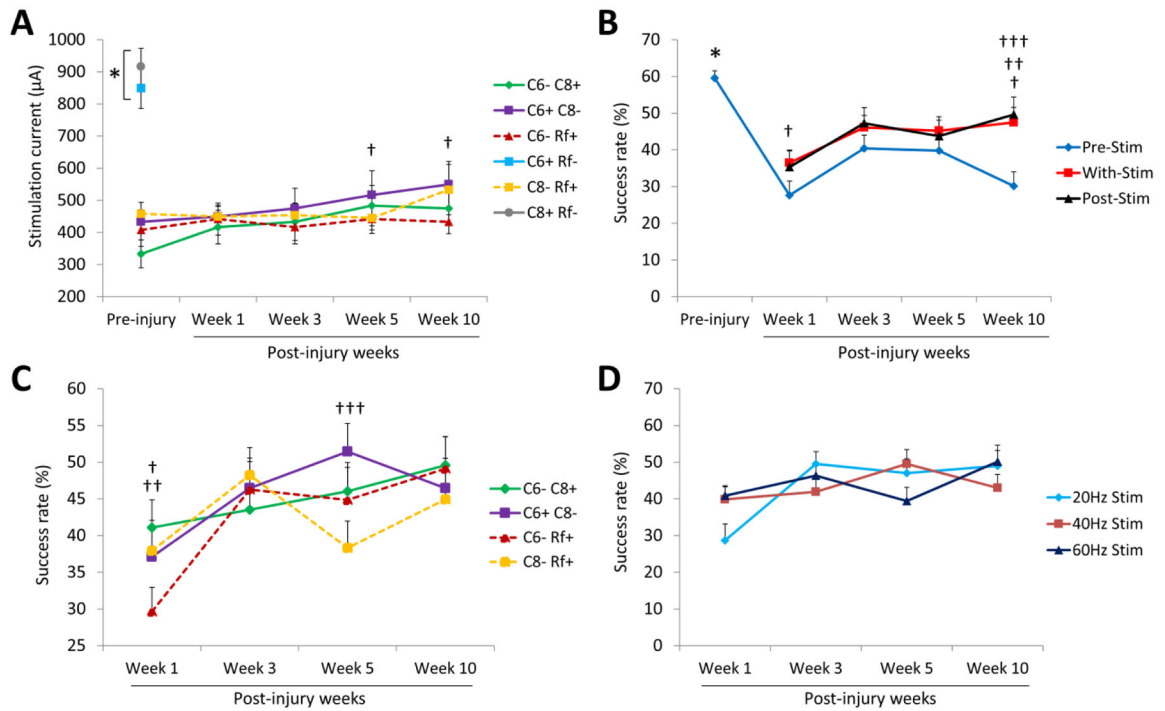 A
Stimulation current (µA)
1000
900
800
700
600
500
400
300
200
*
†
†
Pre-injury Week 1 Week 3 Week 5 Week 10
Post-injury weeks
C6- C8+
C6+ C8-
C6- Rf+
C6+ Rf-
C8- Rf+
C8+ Rf-
B
Success rate (%)
70
60
50
40
30
20
10
0
*
†
†††
††
†
Pre-injury Week 1 Week 3 Week 5 Week 10
Post-injury weeks
Pre-Stim
With-Stim
Post-Stim
C
Success rate (%)
60
55
50
45
40
35
30
25
†
††
†††
Week 1 Week 3 Week 5 Week 10
Post-injury weeks
C6- C8+
C6+ C8-
C6- Rf+
C8- Rf+
D
Success rate (%)
70
60
50
40
30
20
10
0
Week 1 Week 3 Week 5 Week 10
Post-injury weeks
20Hz Stim
40Hz Stim
60Hz Stim